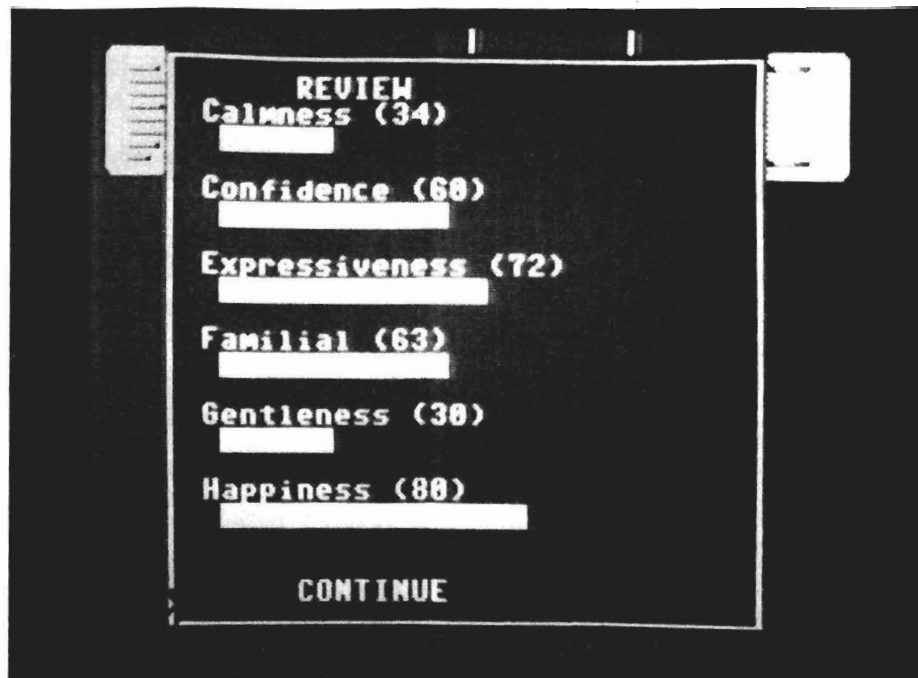 REVIEW
Calmness (34)
Confidence (60)
Expressiveness (72)
Familial (63)
Gentleness (30)
Happiness (80)
CONTINUE